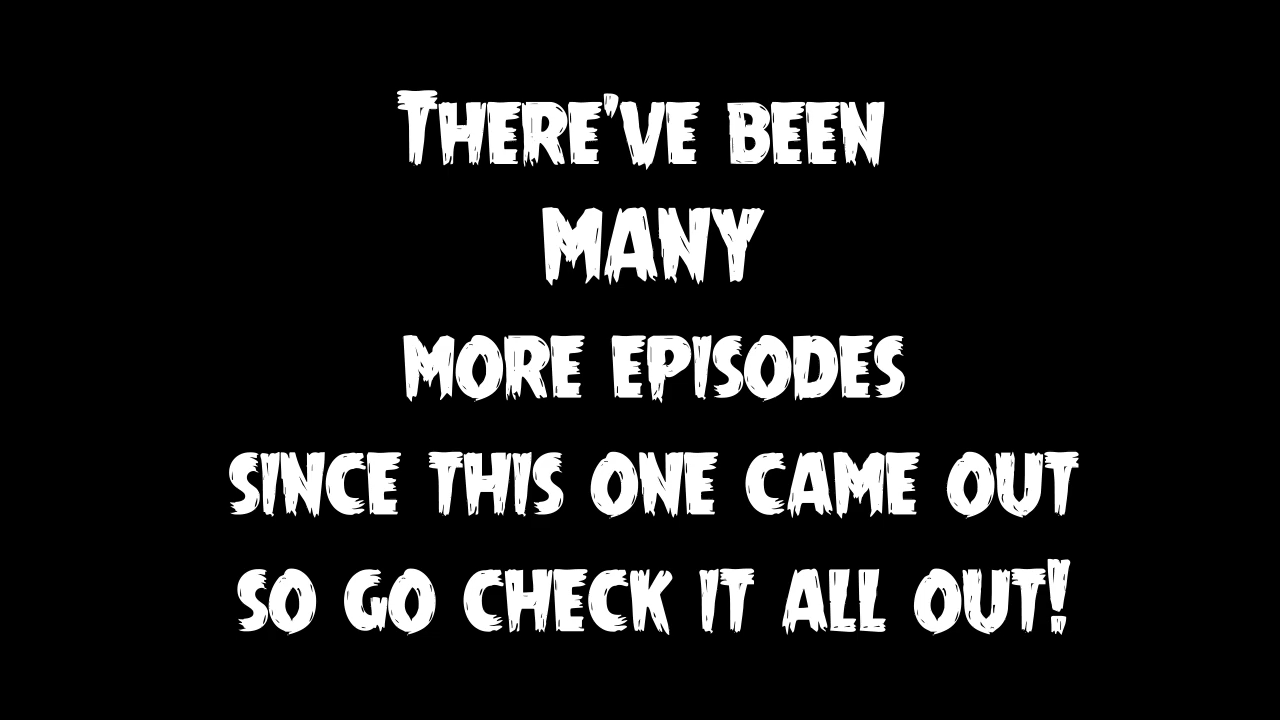 There've been
MANY
more episodes
since this one came out
so go check it all out!